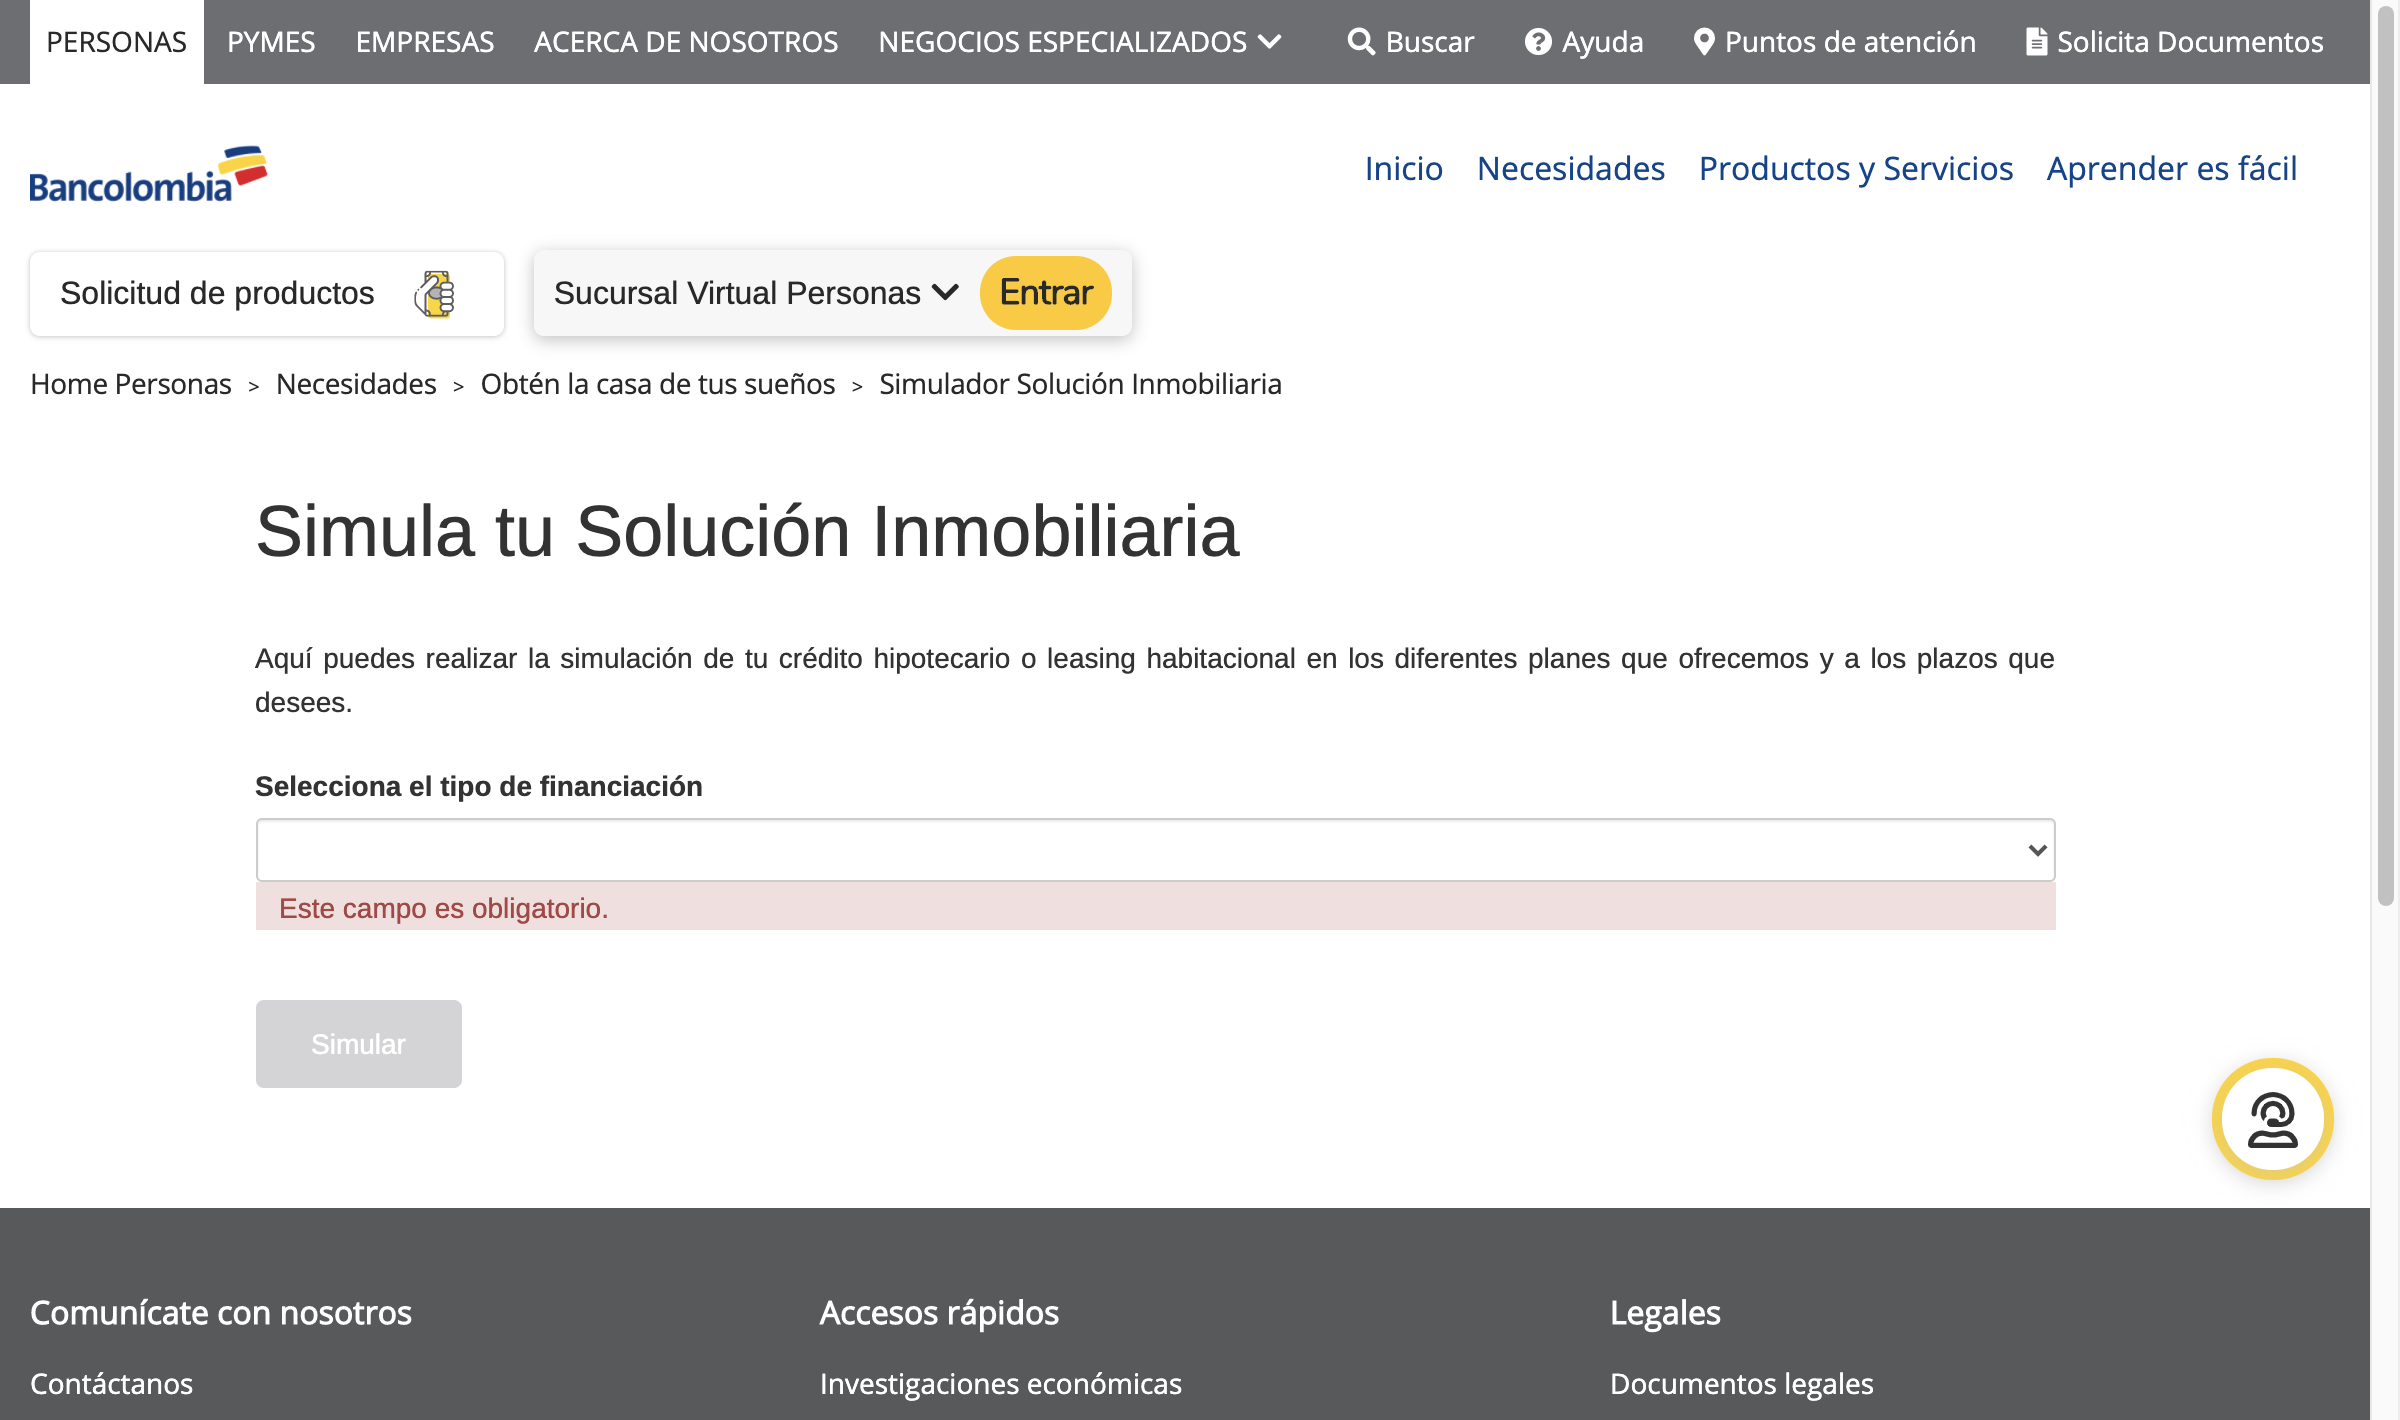 PERSONAS PYMES EMPRESAS ACERCA DE NOSOTROS NEGOCIOS ESPECIALIZADOS Buscar Ayuda Puntos de atención Solicita Documentos
Bancolombia
Inicio Necesidades Productos y Servicios Aprender es fácil
Solicitud de productos
Sucursal Virtual Personas Entrar
Home Personas > Necesidades > Obtén la casa de tus sueños > Simulador Solución Inmobiliaria
Simula tu Solución Inmobiliaria
Aquí puedes realizar la simulación de tu crédito hipotecario o leasing habitacional en los diferentes planes que ofrecemos y a los plazos que
desees.
Selecciona el tipo de financiación
Este campo es obligatorio.
Simular
Comunícate con nosotros Accesos rápidos Legales
Contáctanos Investigaciones económicas Documentos legales